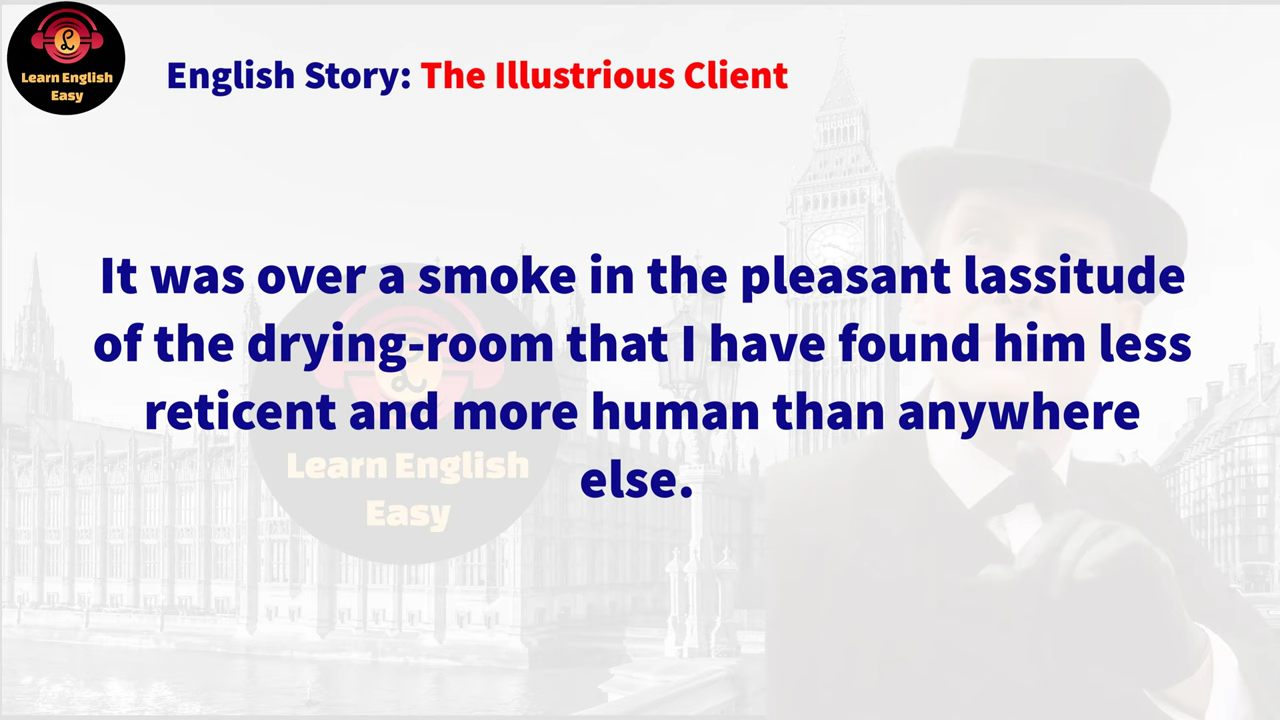 Learn English
Easy
English Story: The Illustrious Client
It was over a smoke in the pleasant lassitude
of the drying-room that I have found him less
reticent and more human than anywhere
else.
Learn English
Easy